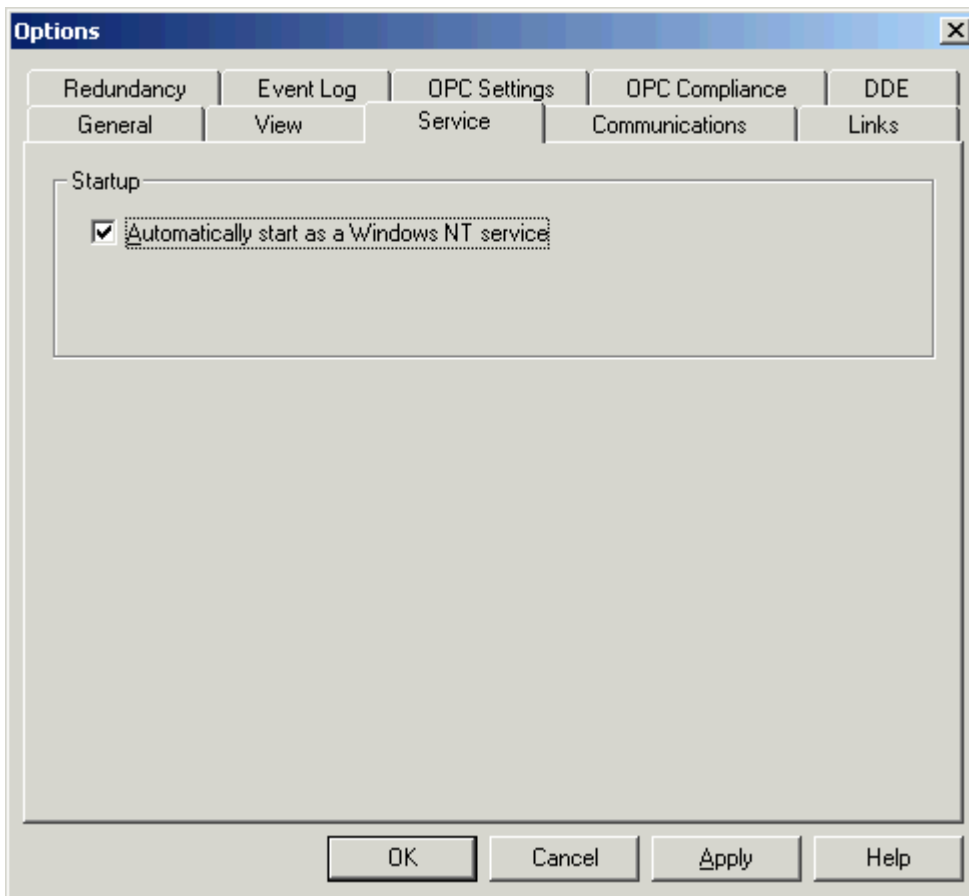 Options
Redundancy Event Log OPC Settings OPC Compliance DDE
General View Service Communications Links
Startup
Automatically start as a Windows NT service
OK Cancel Apply Help